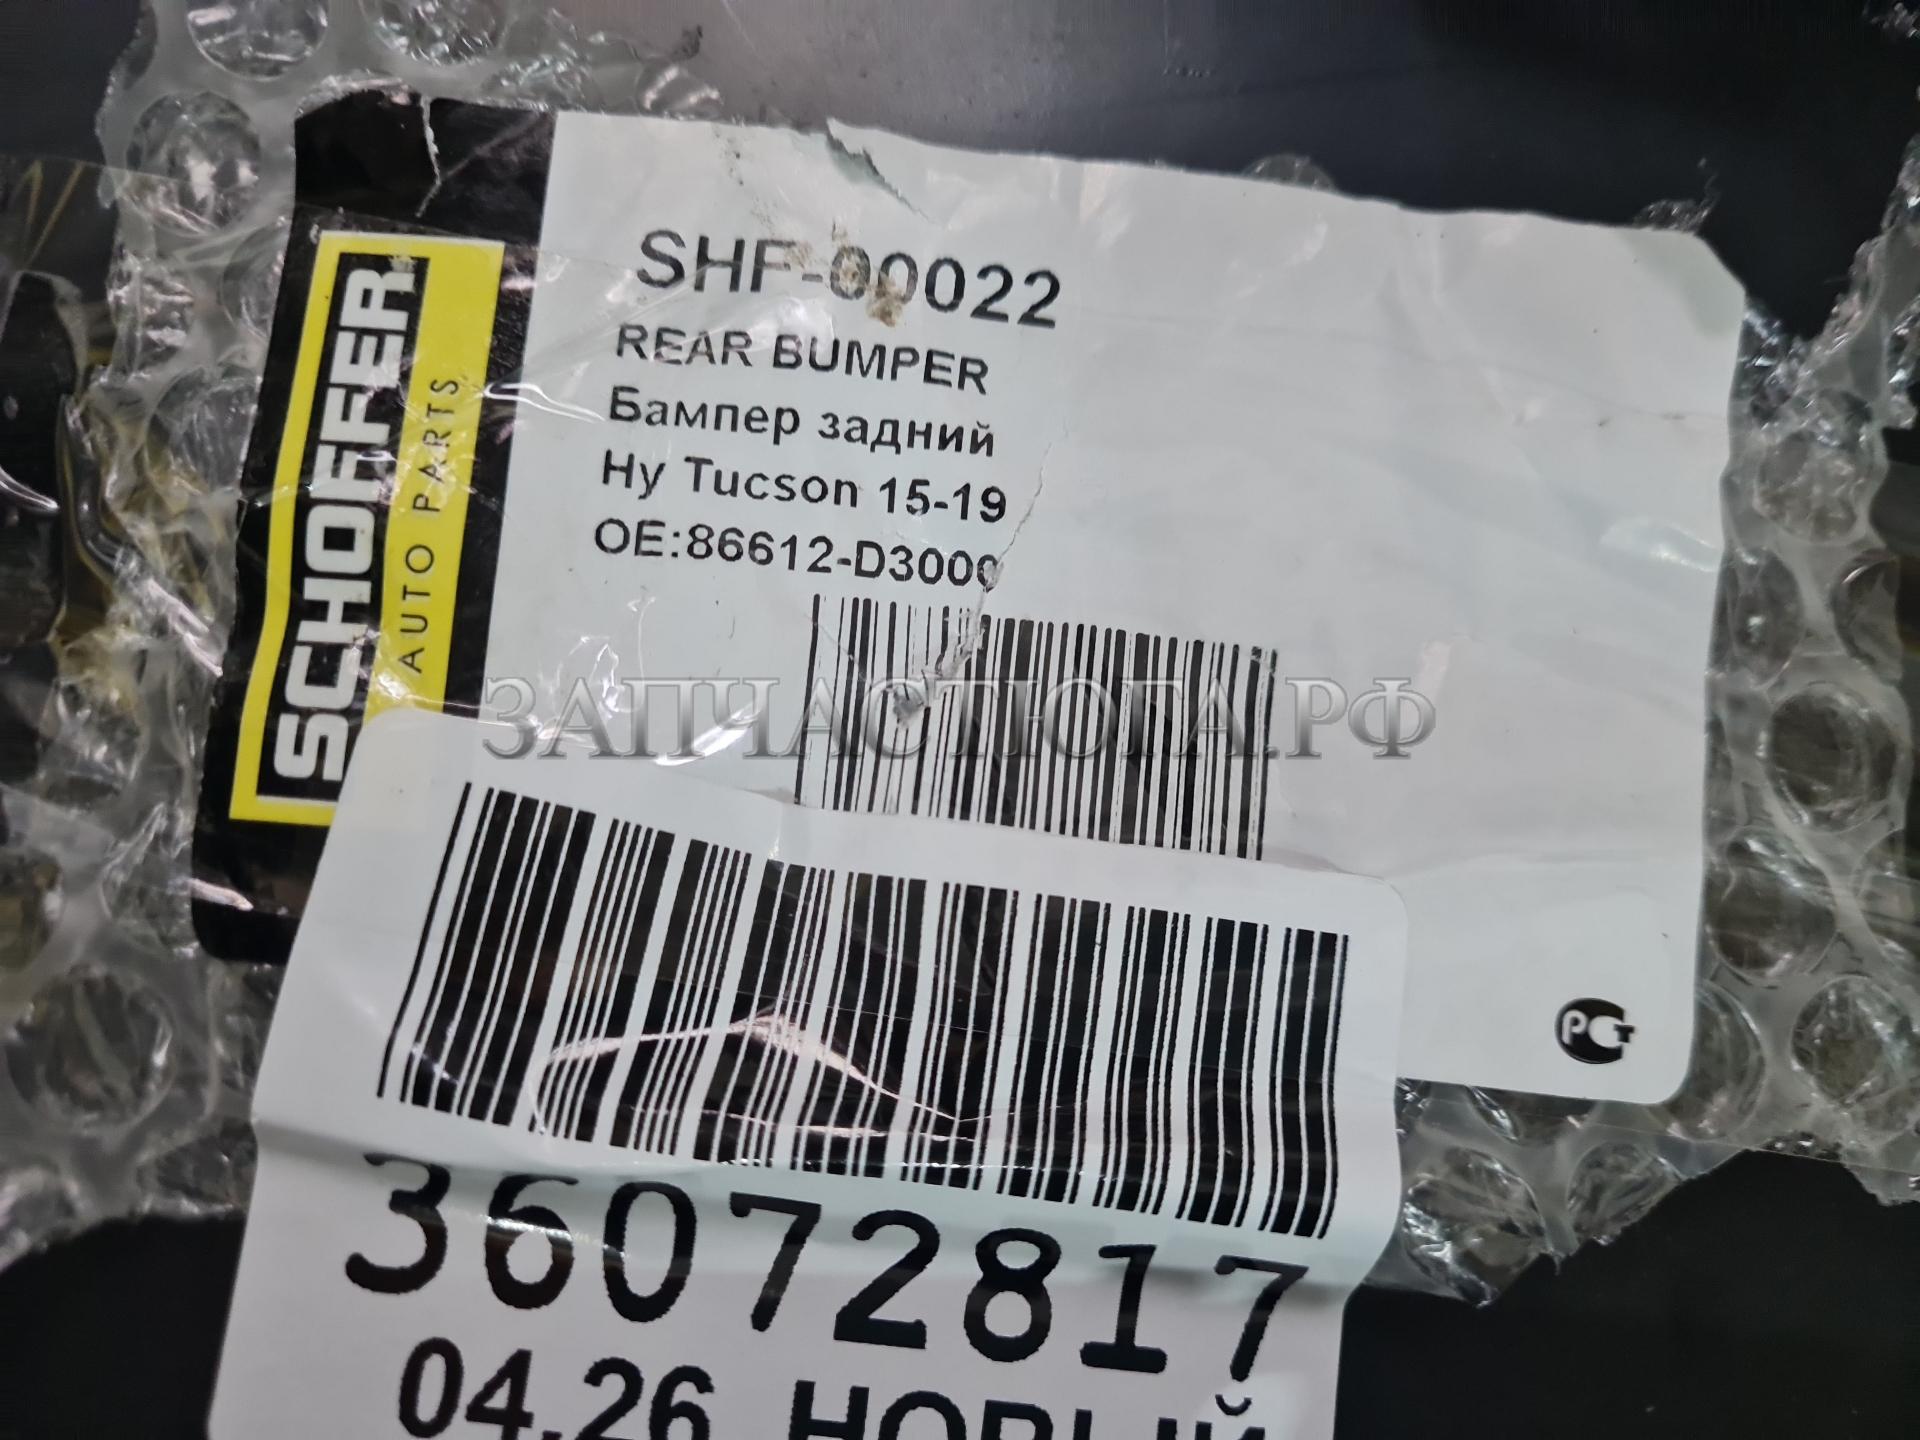 SCHOFFER
AUTO PARTS
SHF-00022
REAR BUMPER
Бампер задний
Hy Tucson 15-19
OE:86612-D3000
ЗАПЧАСТЮГА.РФ
РСТ
36072817
04.26 НОВЫЙ